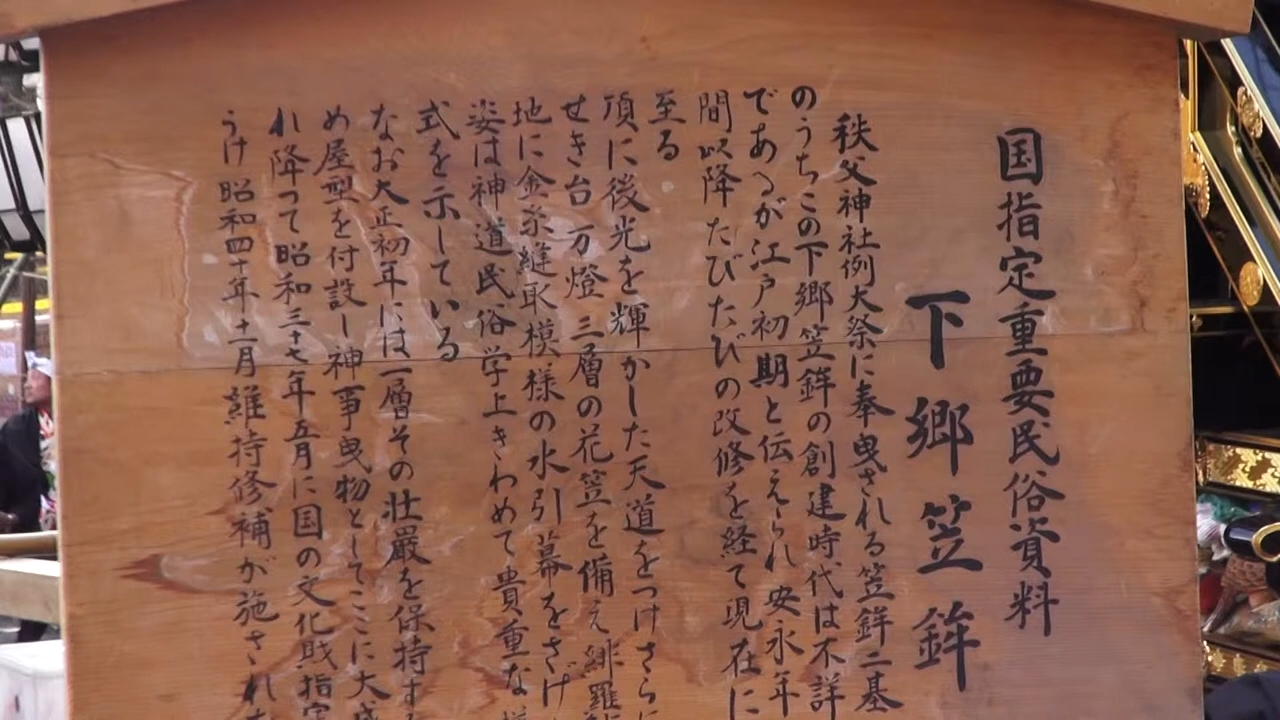 国指定重要民俗資料
下郷笠鉾
秩父神社例大祭に奉曳される笠鉾二基
のうちこの下郷笠鉾の創建時代は不詳
であるが江戸初期と伝えられ安永年
間以降たびたびの改修を経て現在に
至る
頂に後光を輝かした天道をつけさらに
せき台万燈三層の花笠を備え緋羅
地に金糸縫取模様の水引幕をさげ
姿は神道民俗学上きわめて貴重な
式を示している
なお大正初年には一層その壮厳を保持する
め屋型を付設し神事曳物としてここに大
れ降って昭和三十七年五月に国の文化財指定
うけ昭和四十年十一月維持修補が施された